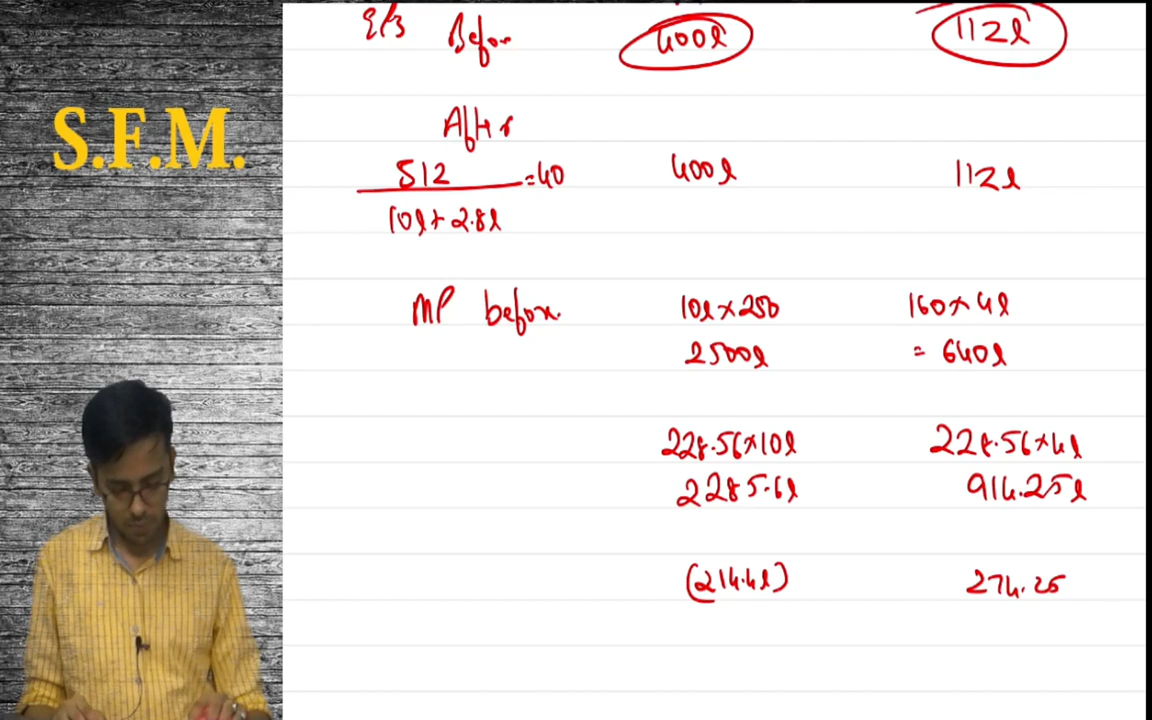 S.F.M.
EPS Before 400l 112l
After
512 = 40 400l 112l
10l + 2.8l
MP before. 10l x 250 160 x 4l
2500l = 640l
228.56 x 10l 228.56 x 4l
2285.6l 914.25l
(214.4l) 274.25